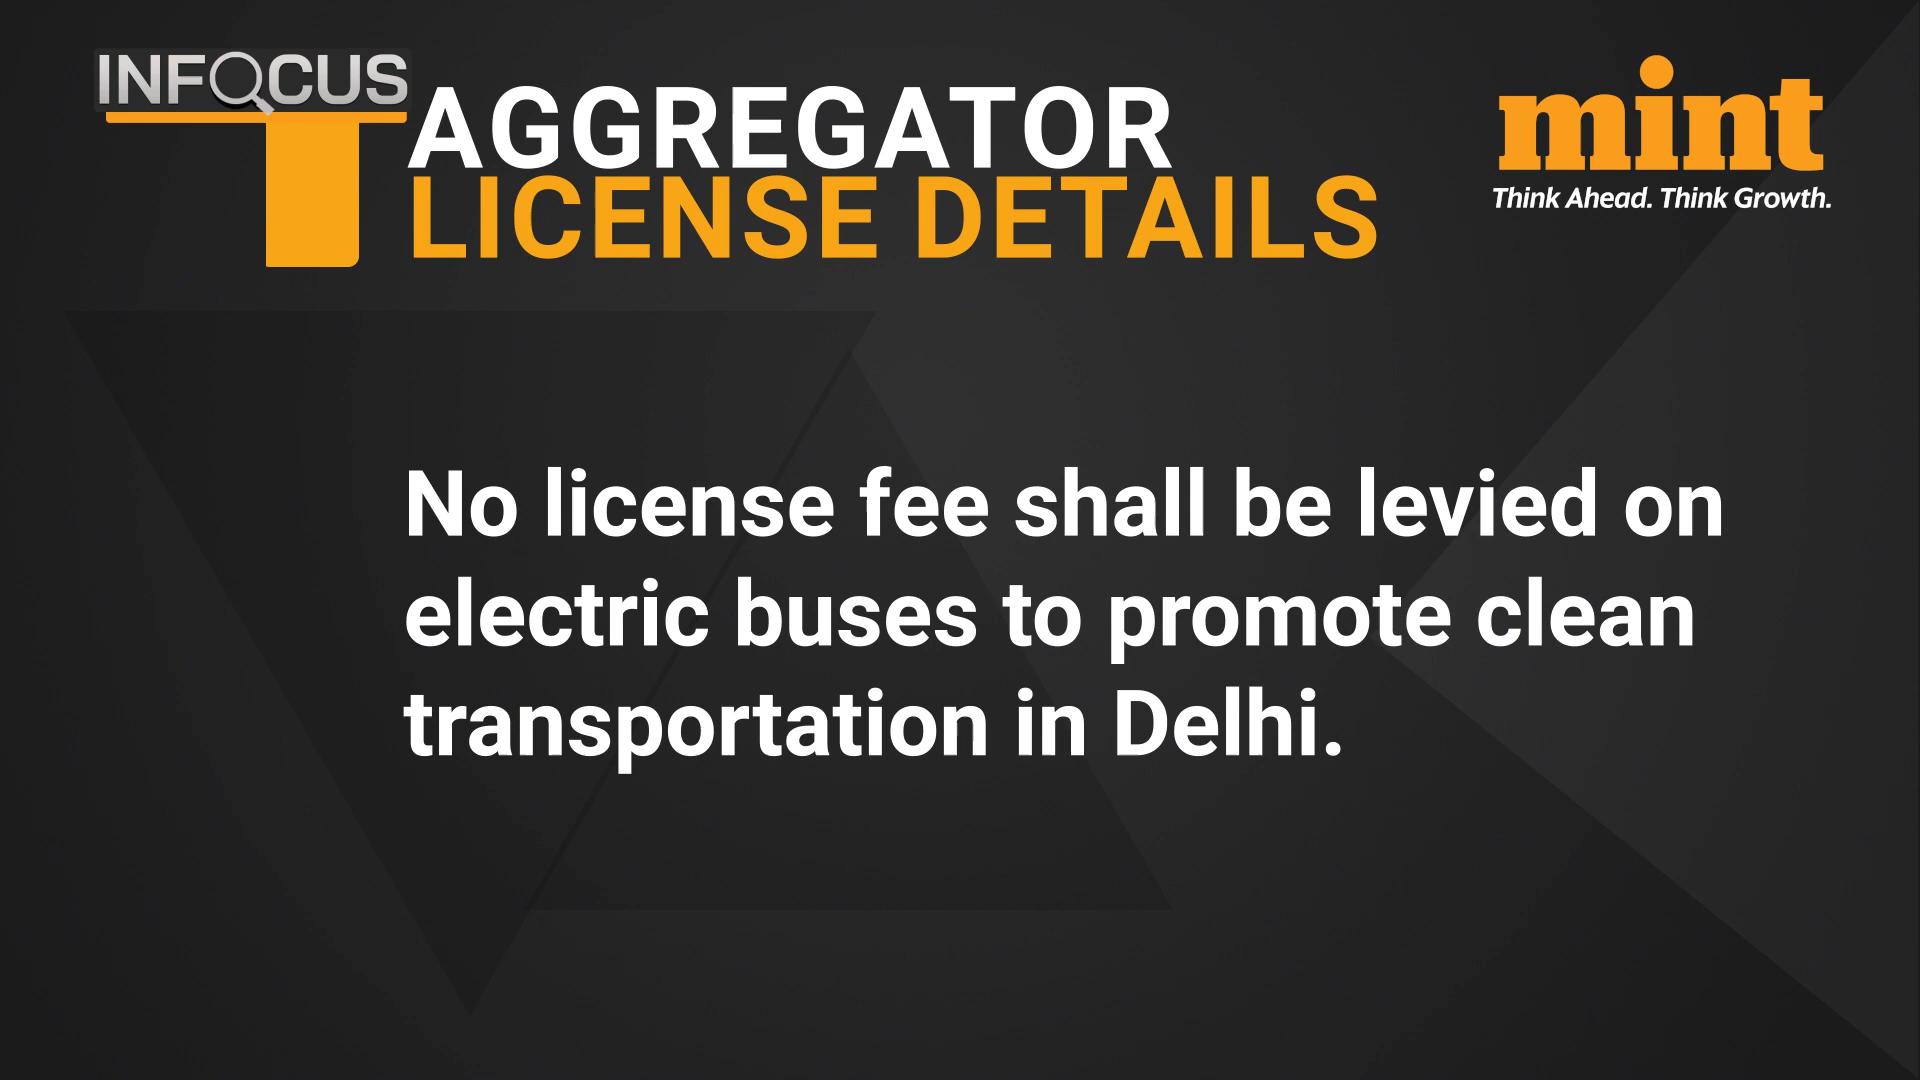 INFOCUS
AGGREGATOR
LICENSE DETAILS
mint
Think Ahead. Think Growth.
No license fee shall be levied on
electric buses to promote clean
transportation in Delhi.